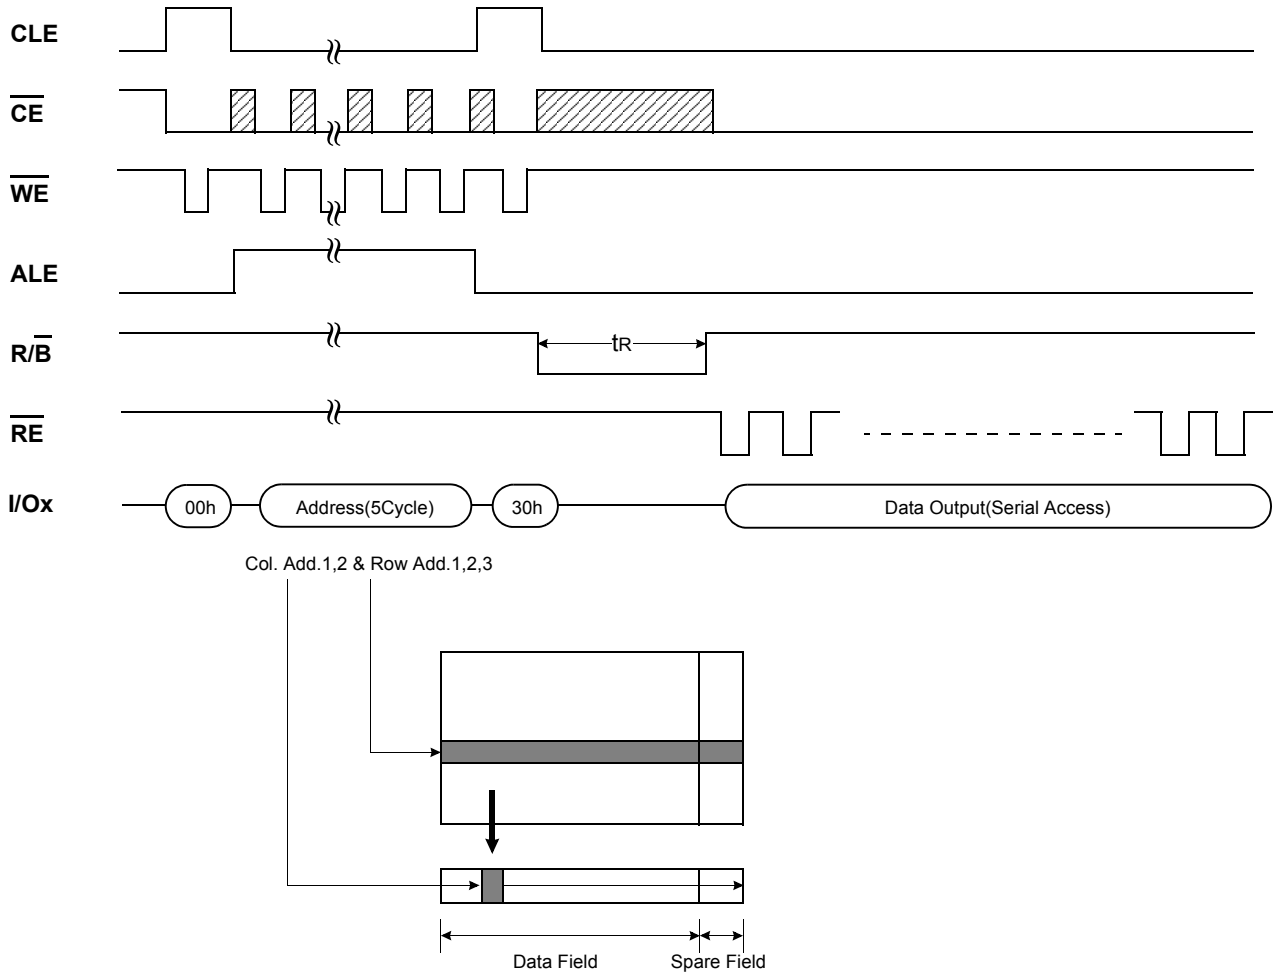 CLE
CE
WE
ALE
R/B
tR
RE
I/Ox
00h
Address(5Cycle)
30h
Data Output(Serial Access)
Col. Add.1,2 & Row Add.1,2,3
Data Field
Spare Field